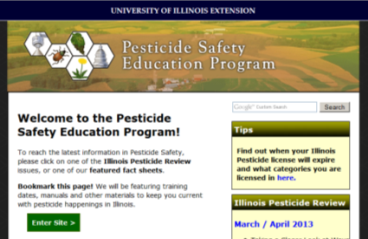 UNIVERSITY OF ILLINOIS EXTENSION
Pesticide Safety
Education Program
Search
Welcome to the Pesticide
Safety Education Program!
To reach the latest information in Pesticide Safety,
please click on one of the Illinois Pesticide Review
issues, or one of our featured fact sheets.
Bookmark this page! We will be featuring training
dates, manuals and other materials to keep you current
with pesticide happenings in Illinois.
Enter Site >
Tips
Find out when your Illinois
Pesticide license will expire
and what categories you are
licensed in here.
Illinois Pesticide Review
March / April 2013